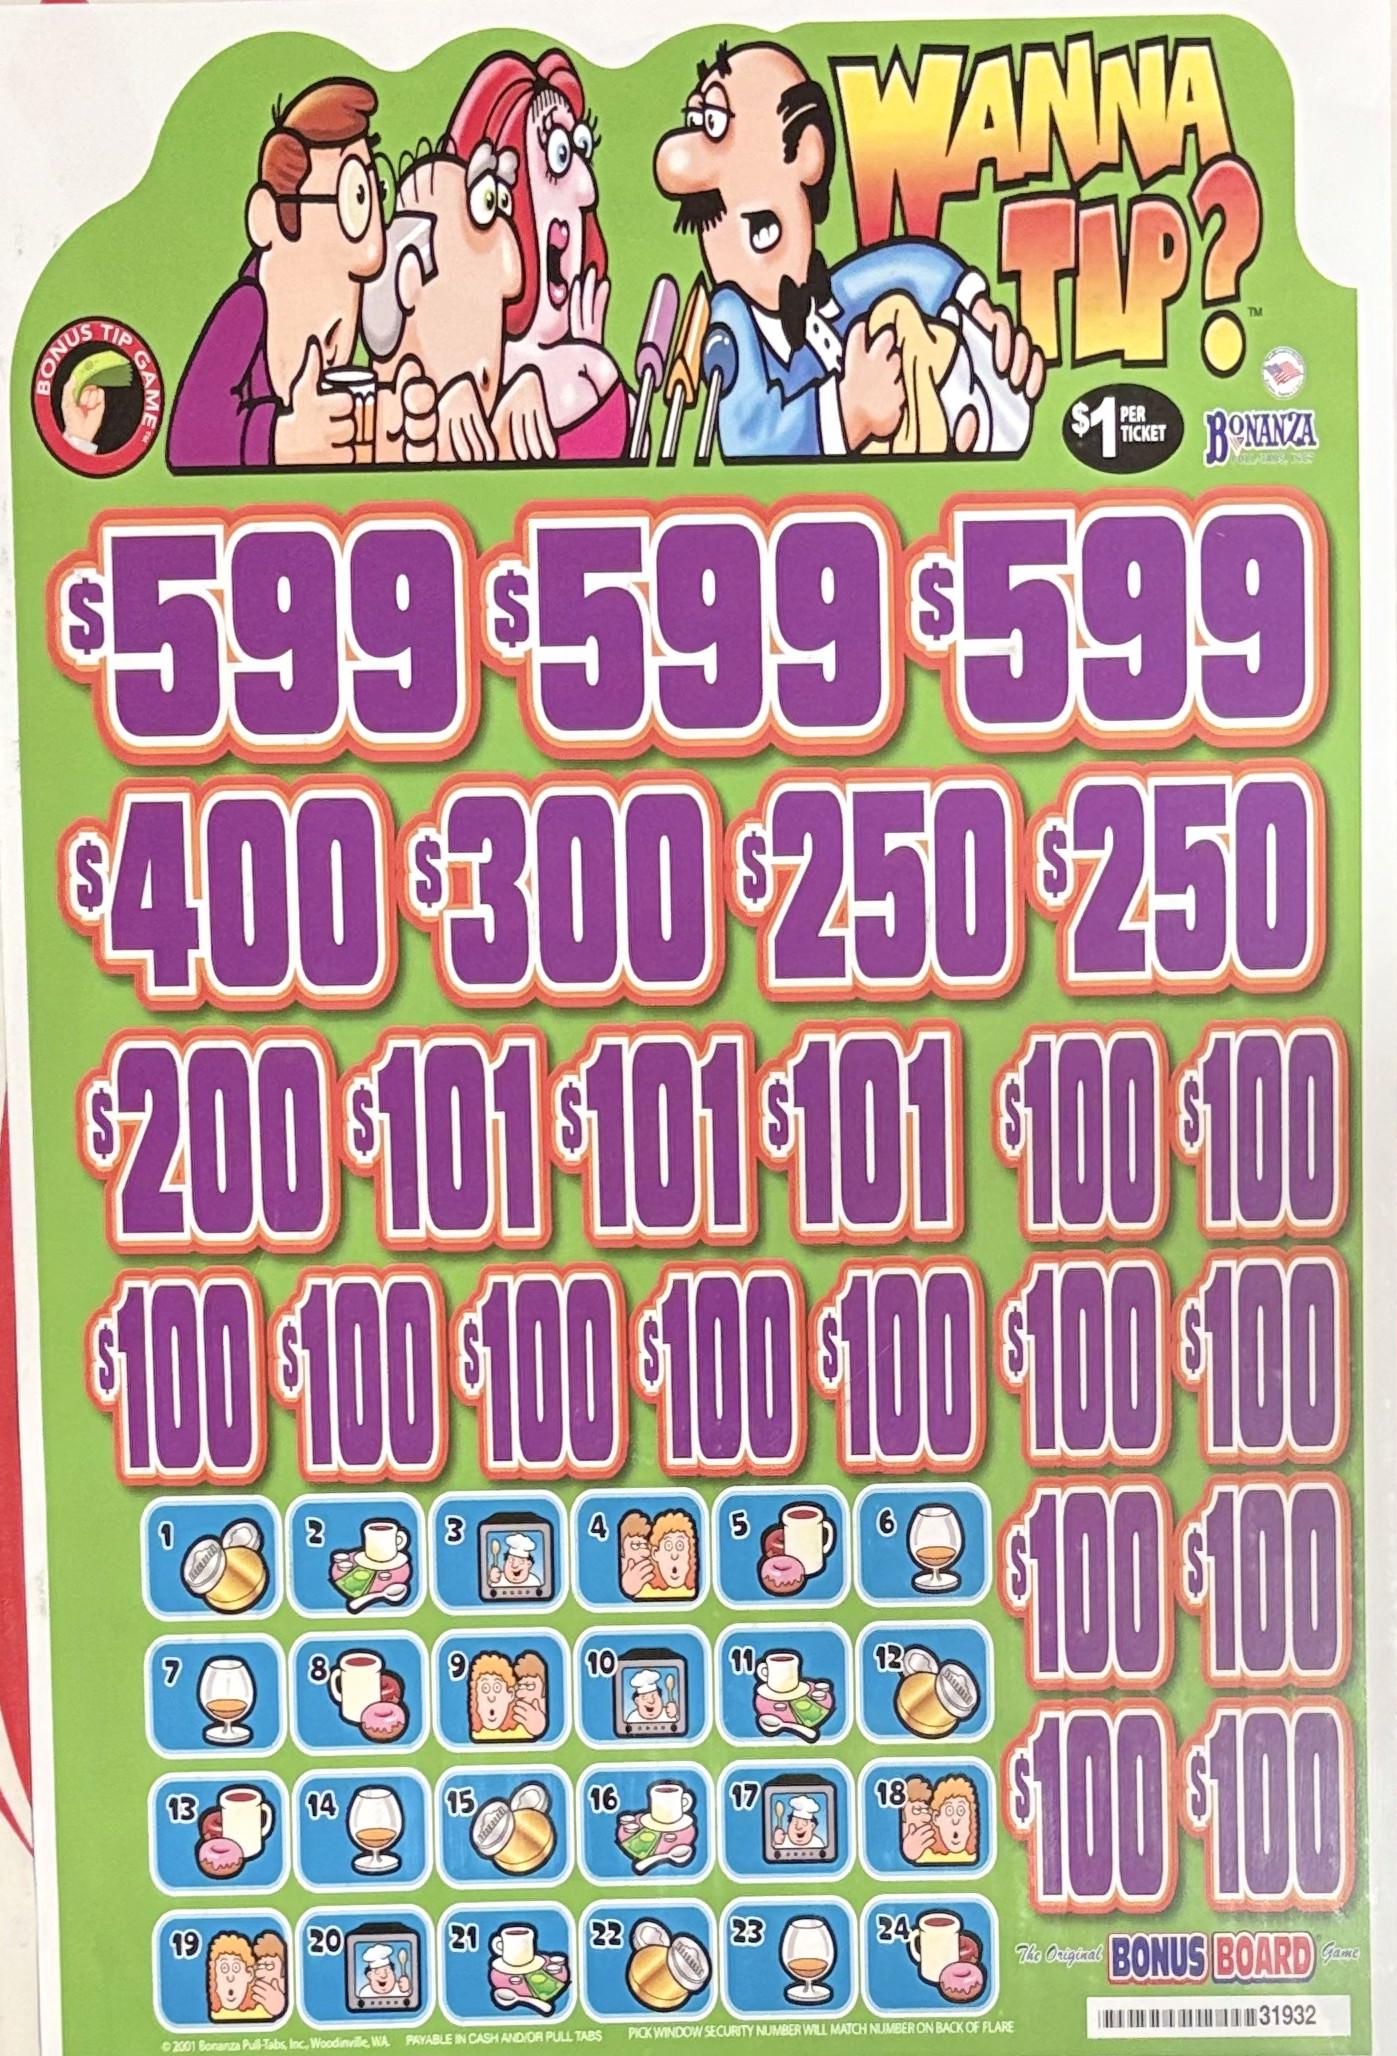 WANNA
TIP?™
BONUS TIP GAME™
$1 PER TICKET
BONANZA
$599 $599 $599
$400 $300 $250 $250
$200 $101 $101 $101 $100 $100
$100 $100 $100 $100 $100 $100 $100
$100 $100
$100 $100
1 2 3 4 5 6
7 8 9 10 11 12
13 14 15 16 17 18
19 20 21 22 23 24
The Original BONUS BOARD Game
31932
© 2001 Bonanza Pull-Tabs, Inc., Woodinville, WA. PAYABLE IN CASH AND/OR PULL TABS PICK WINDOW SECURITY NUMBER WILL MATCH NUMBER ON BACK OF FLARE